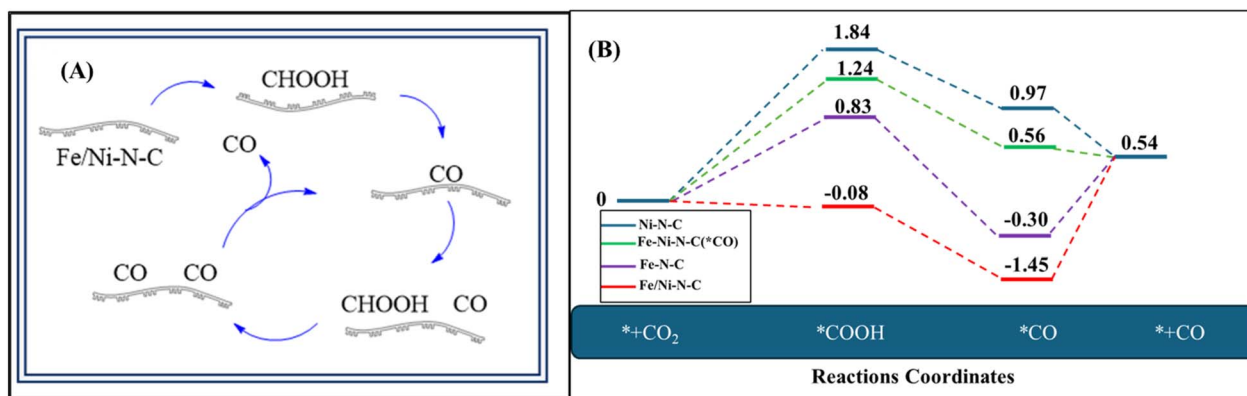 (A)
CHOOH
Fe/Ni-N-C
CO
CO
CO CO
CHOOH CO
(B)
1.84
1.24
0.97
0.83
0.56
0.54
0
-0.08
-0.30
-1.45
Ni-N-C
Fe-Ni-N-C(*CO)
Fe-N-C
Fe/Ni-N-C
*+CO₂ *COOH *CO *+CO
Reactions Coordinates